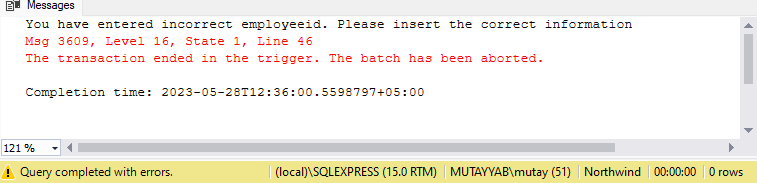 Messages
You have entered incorrect employeeid. Please insert the correct information
Msg 3609, Level 16, State 1, Line 46
The transaction ended in the trigger. The batch has been aborted.
Completion time: 2023-05-28T12:36:00.5598797+05:00
121 %
Query completed with errors. (local)\SQLEXPRESS (15.0 RTM) MUTAYYAB\mutay (51) Northwind 00:00:00 0 rows